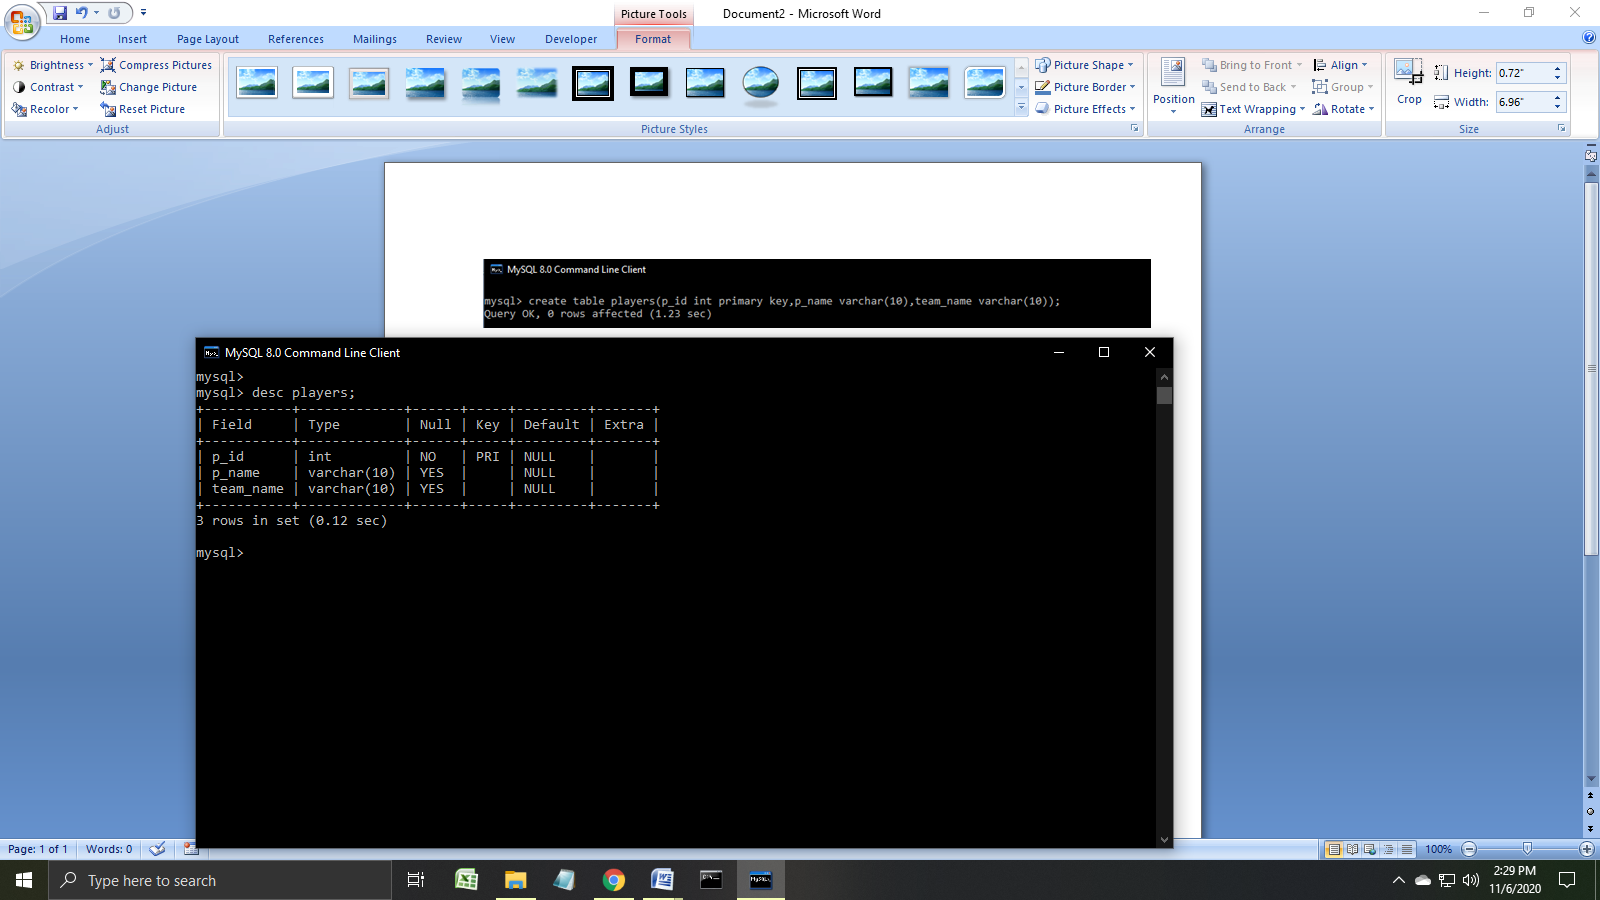 Picture Tools Document2 - Microsoft Word
Home Insert Page Layout References Mailings Review View Developer Format
Brightness Compress Pictures Picture Shape Bring to Front Align Height: 0.72"
Contrast Change Picture Picture Border Position Send to Back Group Crop Width: 6.96"
Recolor Reset Picture Picture Effects Text Wrapping Rotate
Adjust Picture Styles Arrange Size
MySQL 8.0 Command Line Client
mysql> create table players(p_id int primary key,p_name varchar(10),team_name varchar(10));
Query OK, 0 rows affected (1.23 sec)
MySQL 8.0 Command Line Client
mysql>
mysql> desc players;
+-----------+-------------+------+-----+---------+-------+
| Field     | Type        | Null | Key | Default | Extra |
+-----------+-------------+------+-----+---------+-------+
| p_id      | int         | NO   | PRI | NULL    |       |
| p_name    | varchar(10) | YES  |     | NULL    |       |
| team_name | varchar(10) | YES  |     | NULL    |       |
+-----------+-------------+------+-----+---------+-------+
3 rows in set (0.12 sec)
mysql>
Page: 1 of 1 Words: 0 100%
Type here to search 2:29 PM
11/6/2020